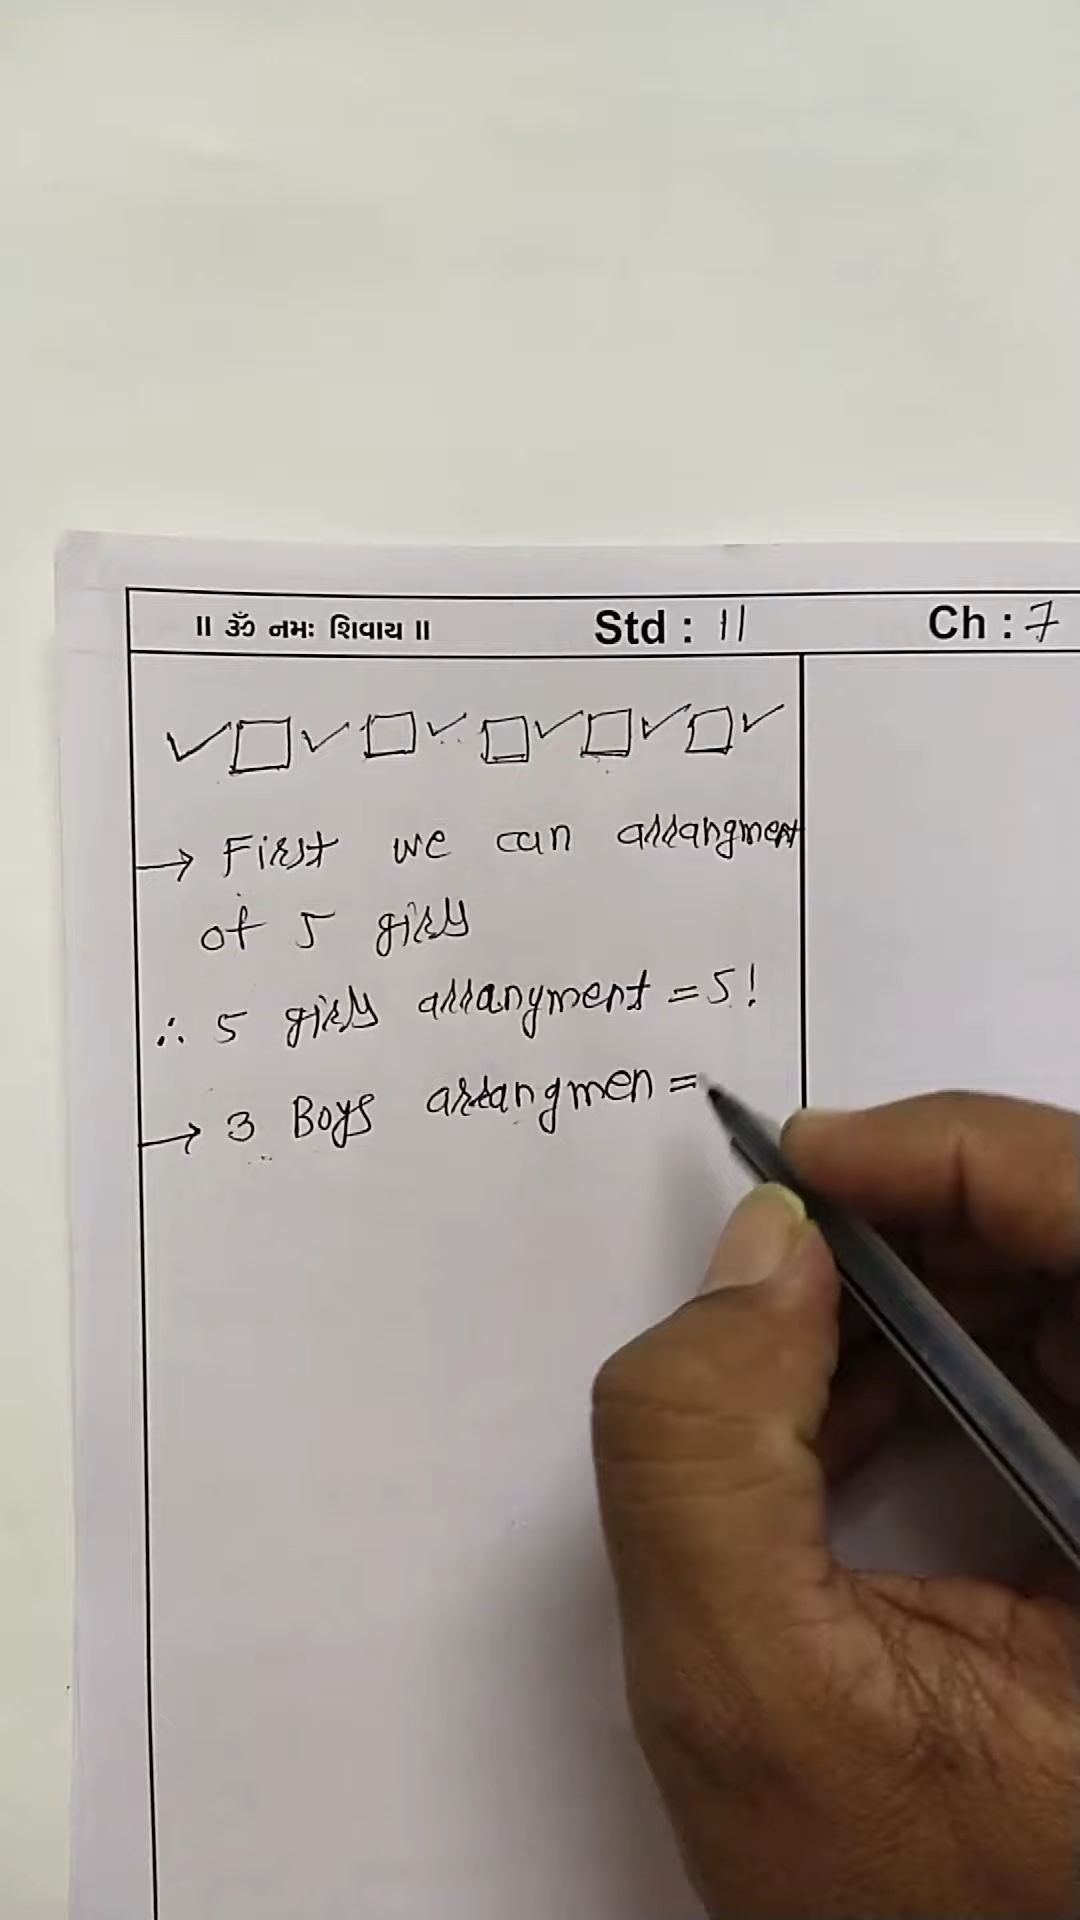 ॥ ૐ નમઃ શિવાય ॥ Std : 11 Ch : 7
→ First we can arrangment
of 5 girls
∴ 5 girls arrangment = 5!
→ 3 Boys arrangmen =